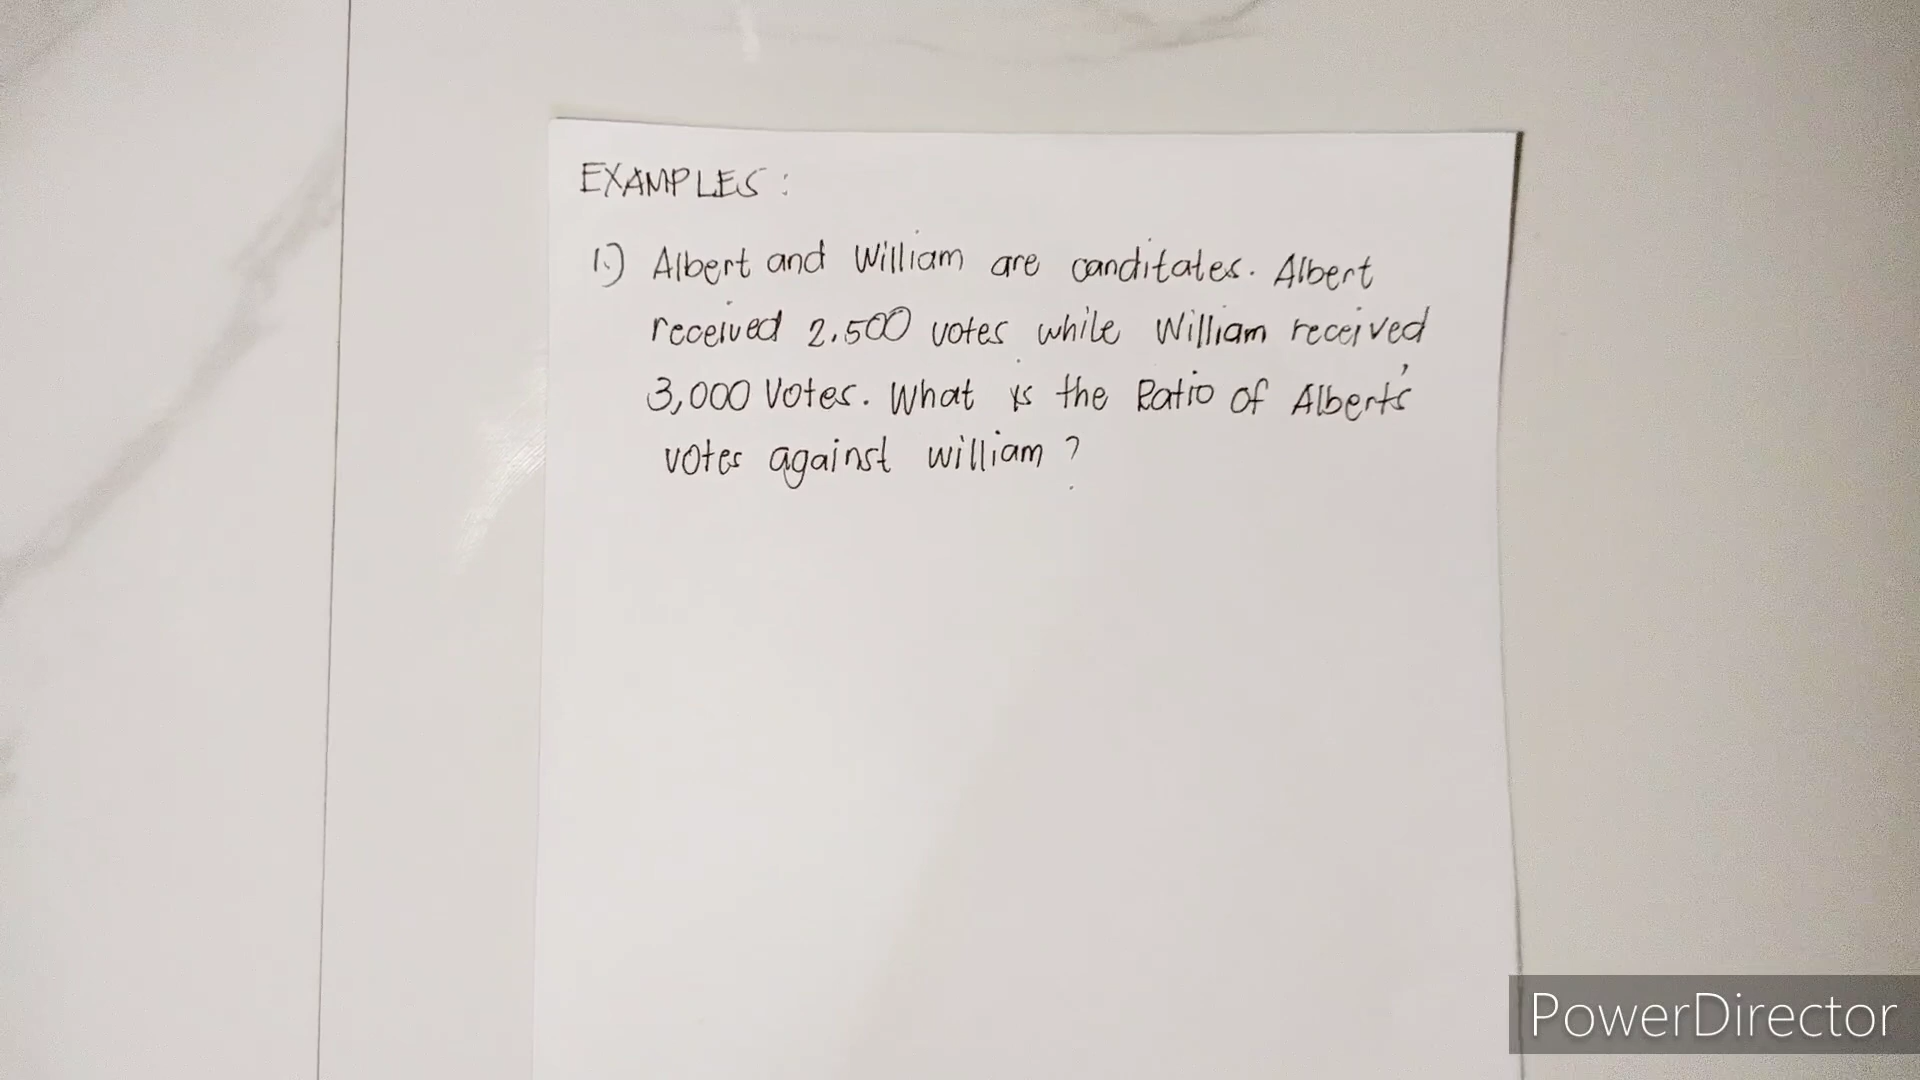 EXAMPLES :
1.) Albert and William are canditates. Albert
received 2,500 votes while William received
3,000 Votes. What is the Ratio of Albert's
votes against william ?
PowerDirector